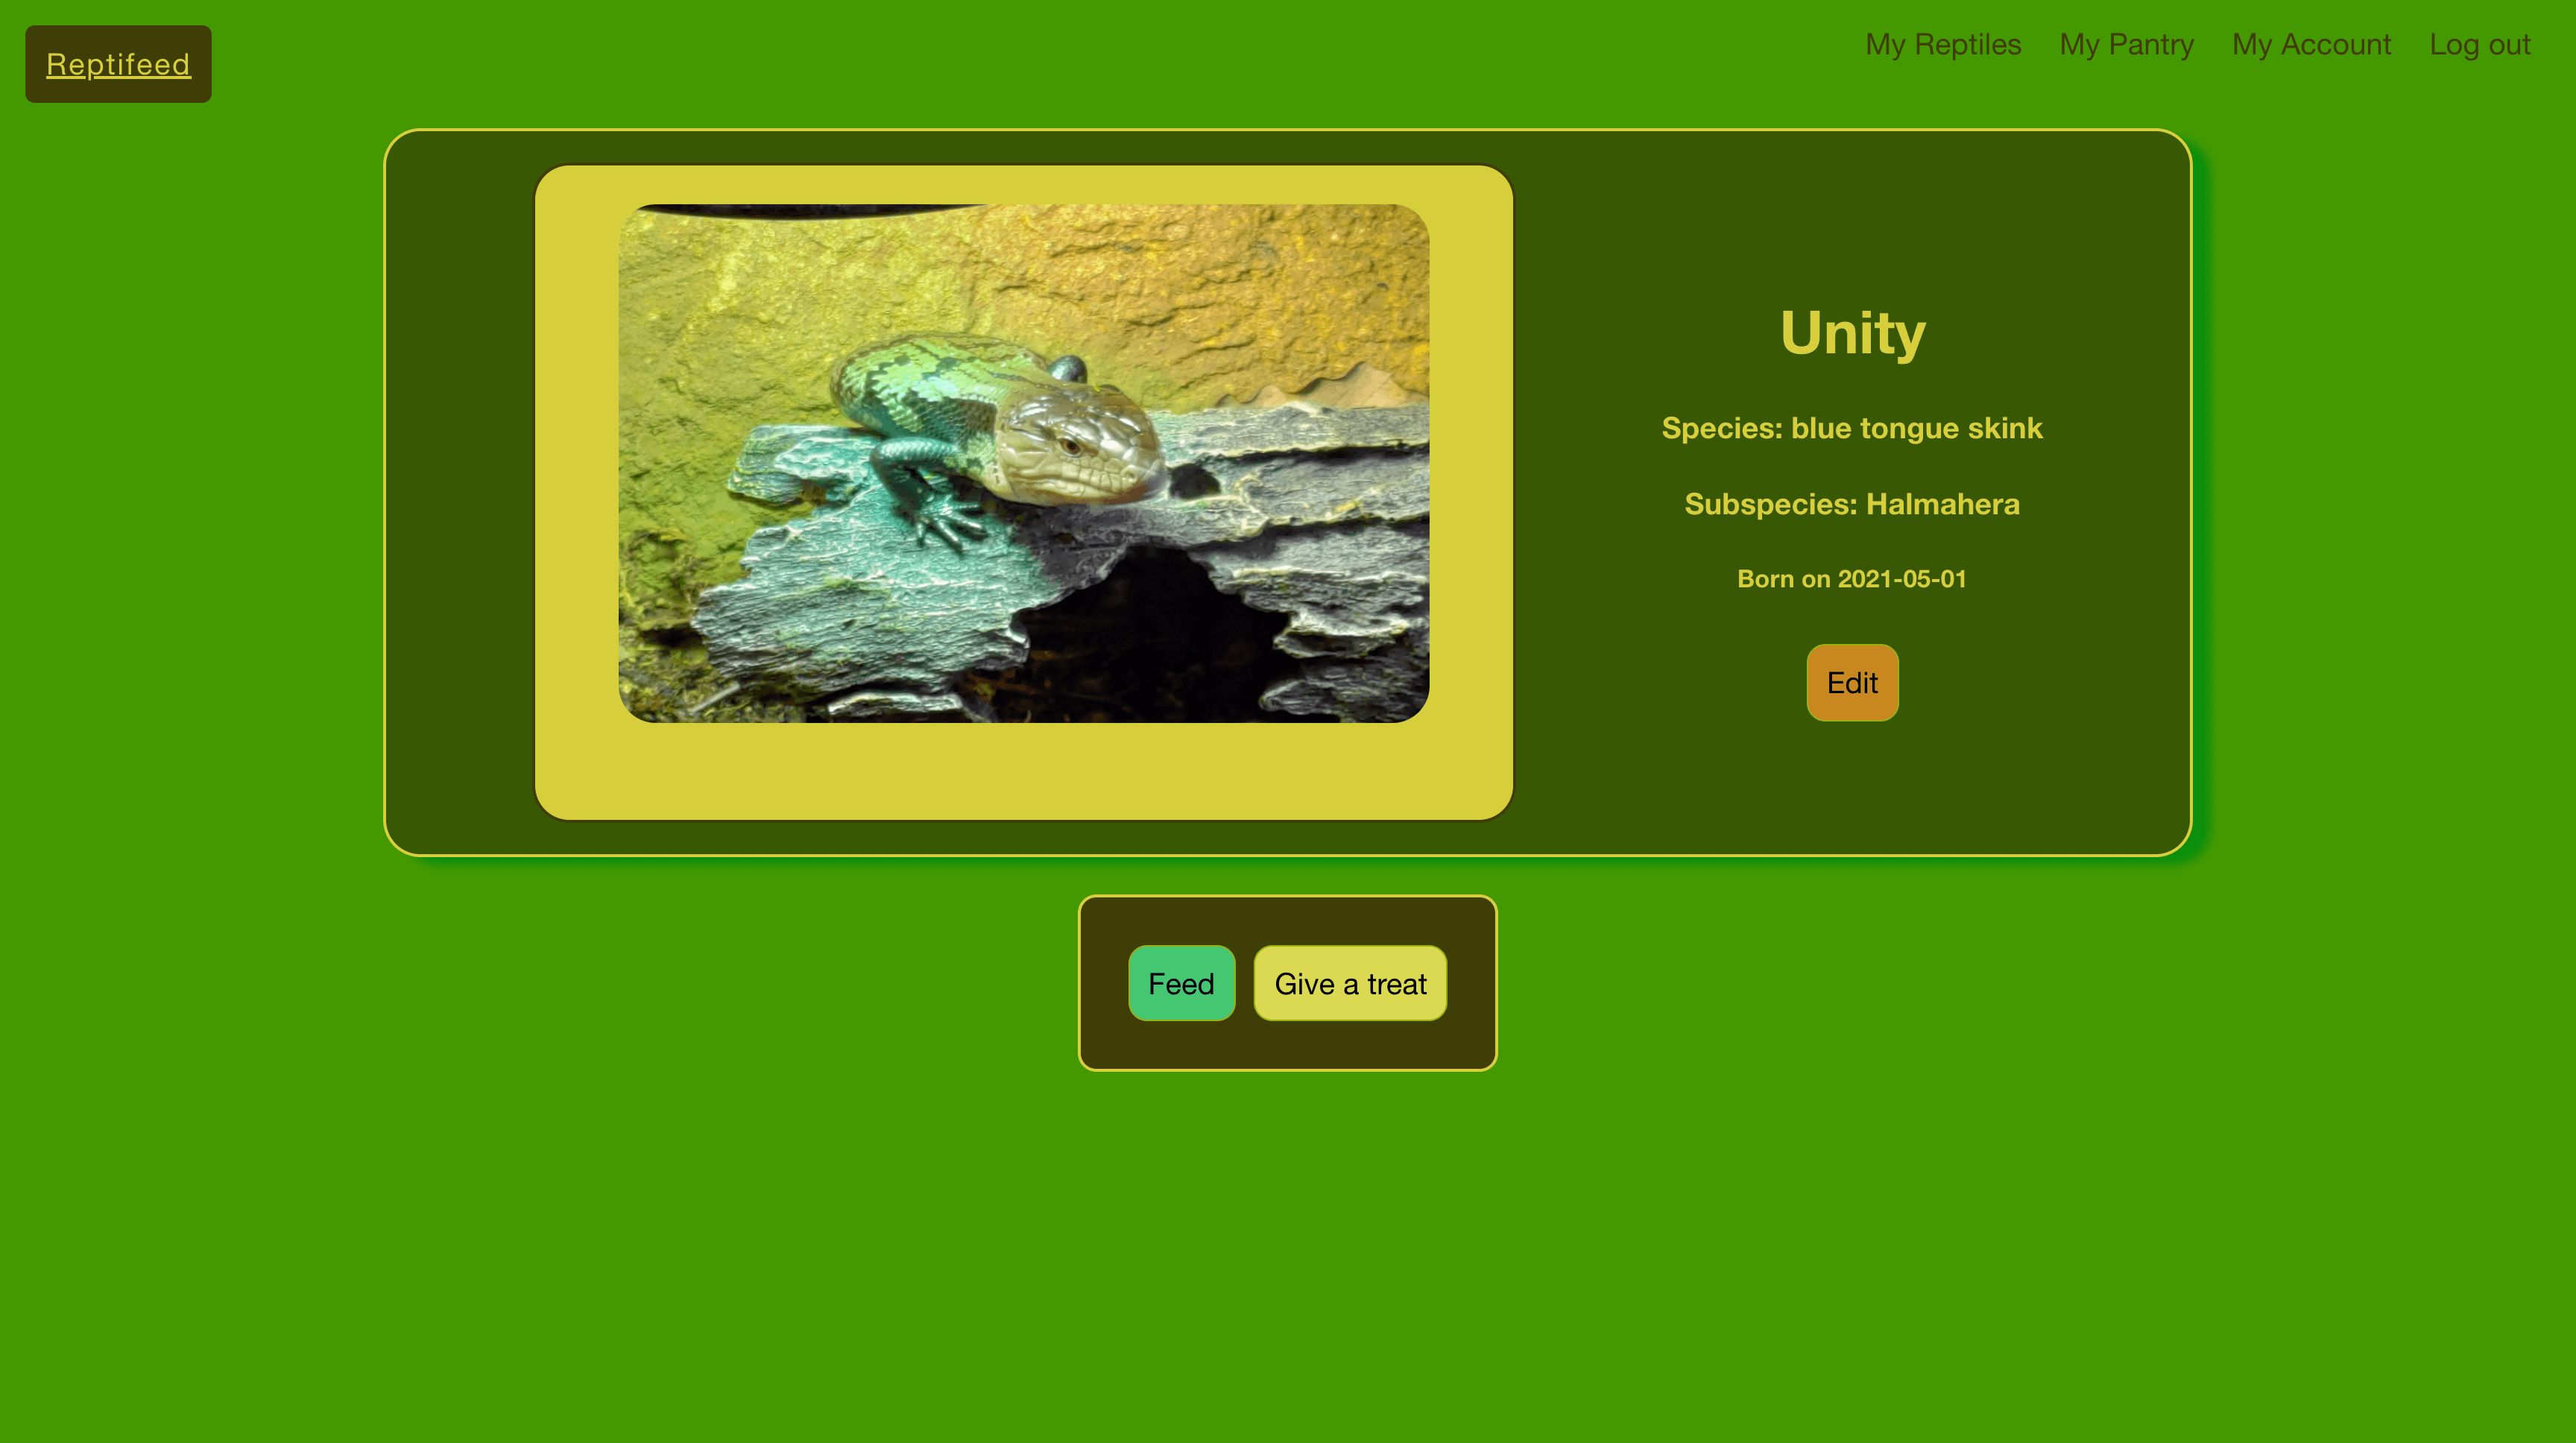 Reptifeed
My Reptiles My Pantry My Account Log out
Unity
Species: blue tongue skink
Subspecies: Halmahera
Born on 2021-05-01
Edit
Feed Give a treat